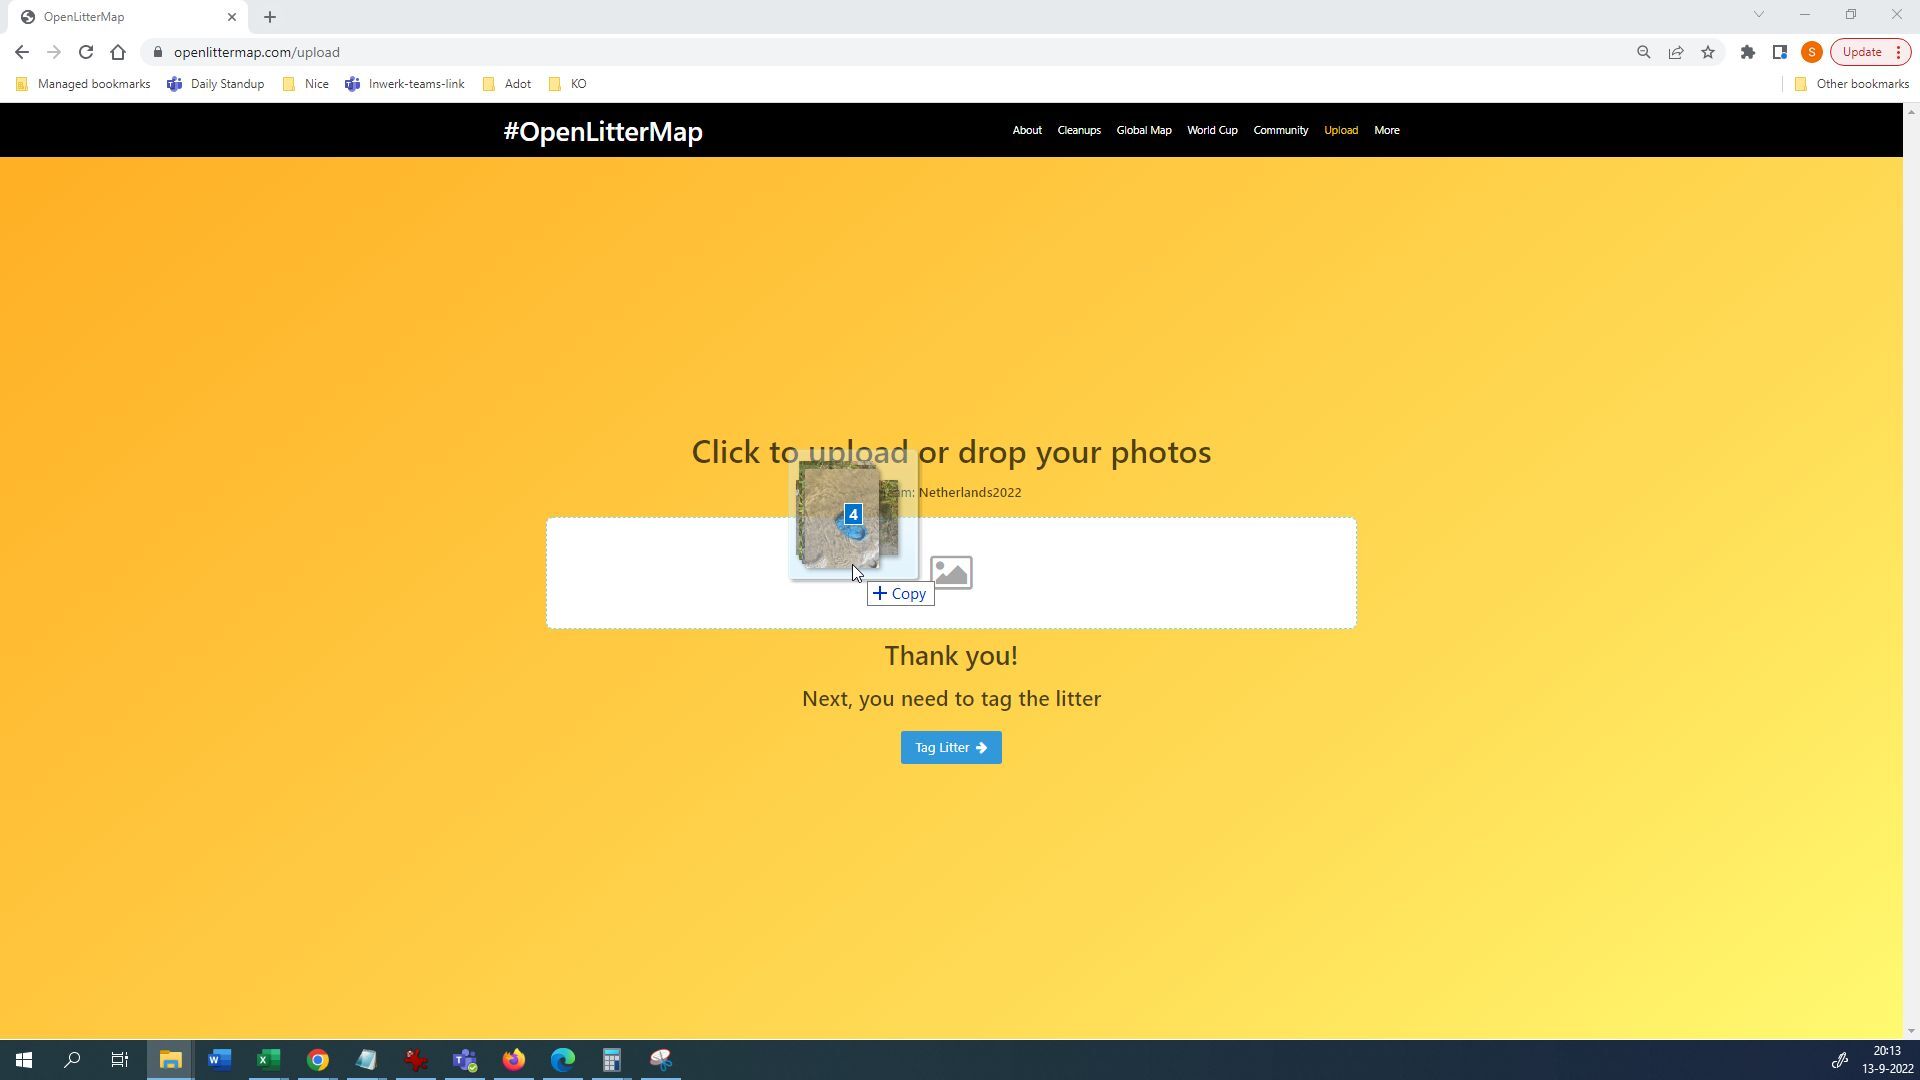 OpenLitterMap
openlittermap.com/upload
S
Update
Managed bookmarks
Daily Standup
Nice
Inwerk-teams-link
Adot
KO
Other bookmarks
#OpenLitterMap
About
Cleanups
Global Map
World Cup
Community
Upload
More
Click to upload or drop your photos
am: Netherlands2022
4
+ Copy
Thank you!
Next, you need to tag the litter
Tag Litter
20:13
13-9-2022